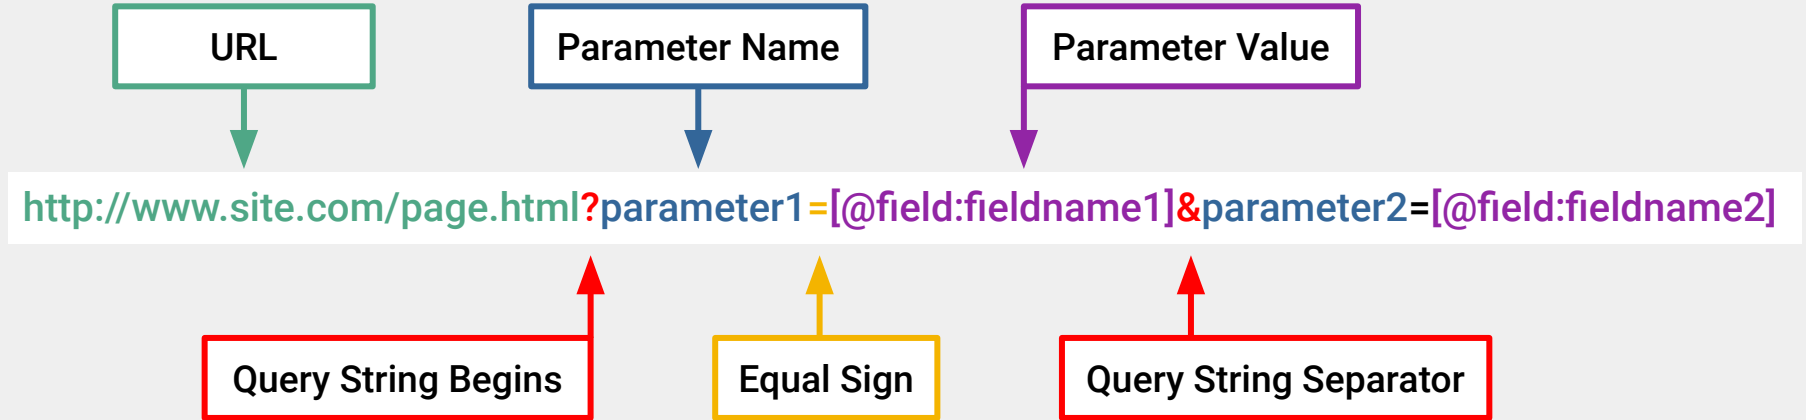 URL
Parameter Name
Parameter Value
http://www.site.com/page.html?parameter1=[@field:fieldname1]&parameter2=[@field:fieldname2]
Query String Begins
Equal Sign
Query String Separator